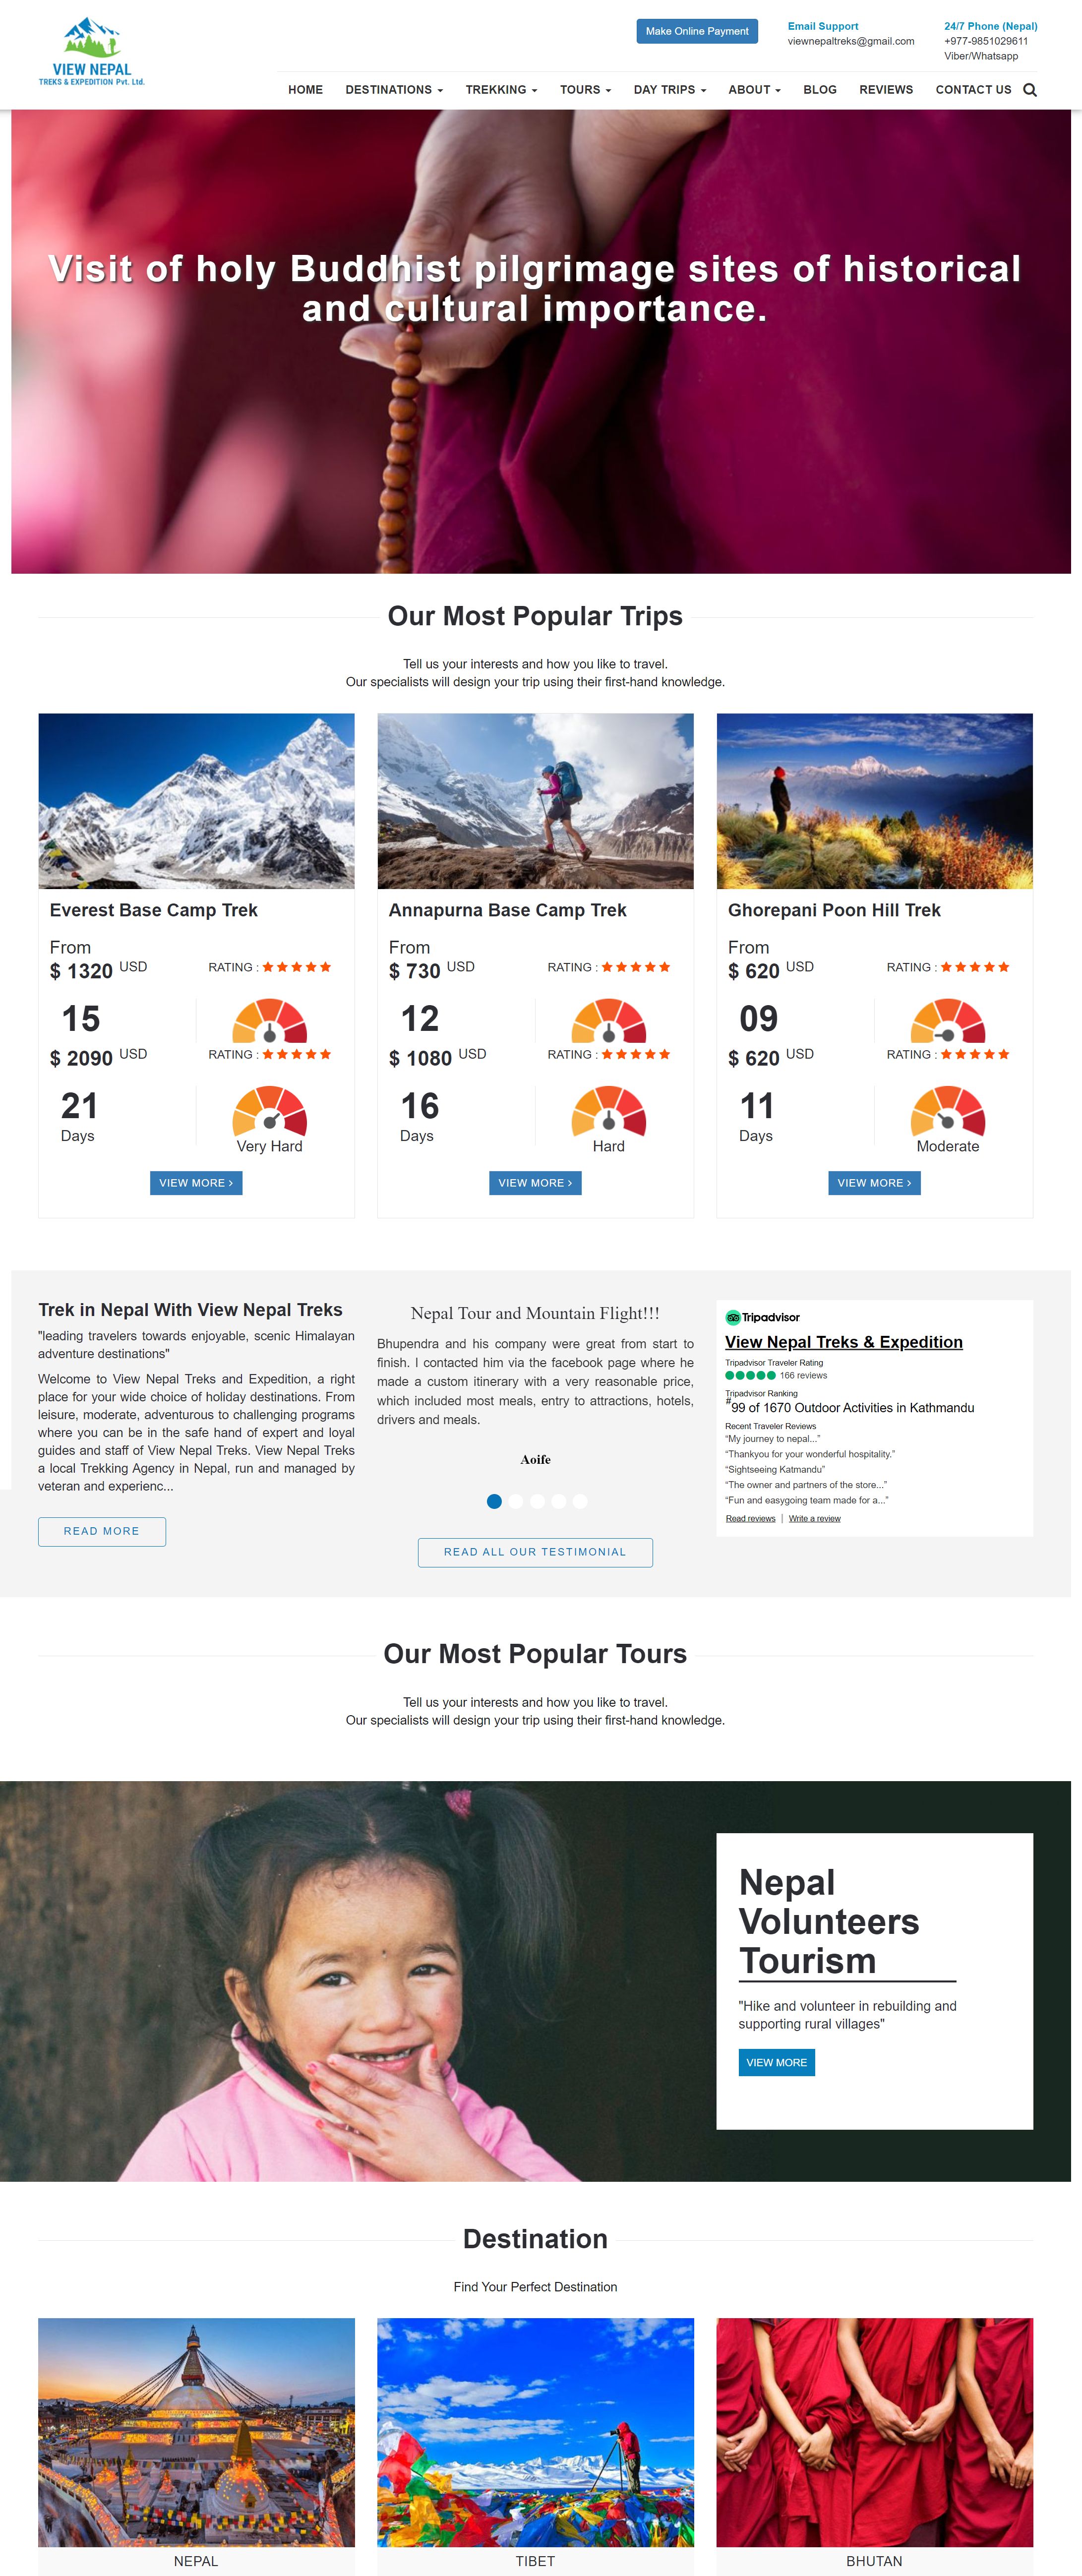 VIEW NEPAL
TREKS & EXPEDITION Pvt. Ltd.
Make Online Payment
Email Support
viewnepaltreks@gmail.com
24/7 Phone (Nepal)
+977-9851029611
Viber/Whatsapp
HOME DESTINATIONS TREKKING TOURS DAY TRIPS ABOUT BLOG REVIEWS CONTACT US
Visit of holy Buddhist pilgrimage sites of historical
and cultural importance.
Our Most Popular Trips
Tell us your interests and how you like to travel.
Our specialists will design your trip using their first-hand knowledge.
Everest Base Camp Trek
From
$ 1320 USD
RATING :
15
$ 2090 USD
RATING :
21
Days
Very Hard
VIEW MORE ›
Annapurna Base Camp Trek
From
$ 730 USD
RATING :
12
$ 1080 USD
RATING :
16
Days
Hard
VIEW MORE ›
Ghorepani Poon Hill Trek
From
$ 620 USD
RATING :
09
$ 620 USD
RATING :
11
Days
Moderate
VIEW MORE ›
Trek in Nepal With View Nepal Treks
"leading travelers towards enjoyable, scenic Himalayan
adventure destinations"
Welcome to View Nepal Treks and Expedition, a right
place for your wide choice of holiday destinations. From
leisure, moderate, adventurous to challenging programs
where you can be in the safe hand of expert and loyal
guides and staff of View Nepal Treks. View Nepal Treks
a local Trekking Agency in Nepal, run and managed by
veteran and experienc...
READ MORE
Nepal Tour and Mountain Flight!!!
Bhupendra and his company were great from start to
finish. I contacted him via the facebook page where he
made a custom itinerary with a very reasonable price,
which included most meals, entry to attractions, hotels,
drivers and meals.
Aoife
READ ALL OUR TESTIMONIAL
Tripadvisor
View Nepal Treks & Expedition
Tripadvisor Traveler Rating
166 reviews
Tripadvisor Ranking
#99 of 1670 Outdoor Activities in Kathmandu
Recent Traveler Reviews
“My journey to nepal...”
“Thankyou for your wonderful hospitality.”
“Sightseeing Katmandu”
“The owner and partners of the store...”
“Fun and easygoing team made for a...”
Read reviews | Write a review
Our Most Popular Tours
Tell us your interests and how you like to travel.
Our specialists will design your trip using their first-hand knowledge.
Nepal
Volunteers
Tourism
"Hike and volunteer in rebuilding and
supporting rural villages"
VIEW MORE
Destination
Find Your Perfect Destination
NEPAL
TIBET
BHUTAN